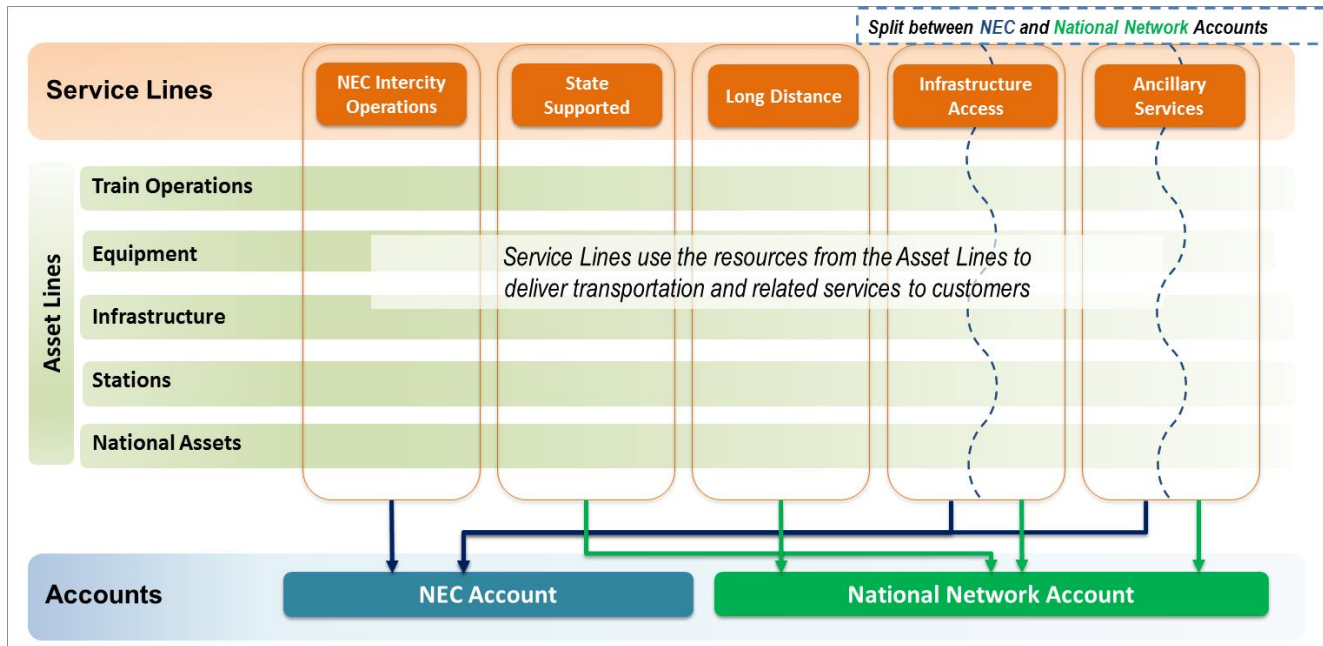 Split between NEC and National Network Accounts
Service Lines
NEC Intercity
Operations
State
Supported
Long Distance
Infrastructure
Access
Ancillary
Services
Asset Lines
Train Operations
Equipment
Service Lines use the resources from the Asset Lines to
deliver transportation and related services to customers
Infrastructure
Stations
National Assets
Accounts
NEC Account
National Network Account